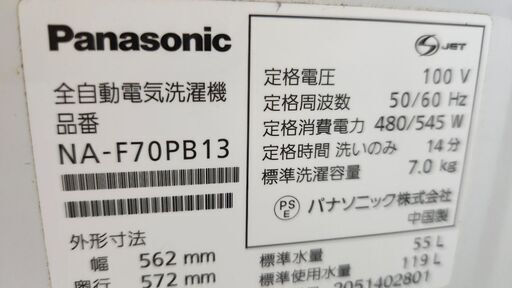 Panasonic
全自動電気洗濯機
品番
NA-F70PB13
外形寸法
幅 562 mm
奥行 572 mm
S JET
定格電圧 100 V
定格周波数 50/60 Hz
定格消費電力 480/545 W
定格時間 洗いのみ 14分
標準洗濯容量 7.0 kg
PS E パナソニック株式会社
中国製
標準水量 55 L
標準使用水量 119 L
2051402801